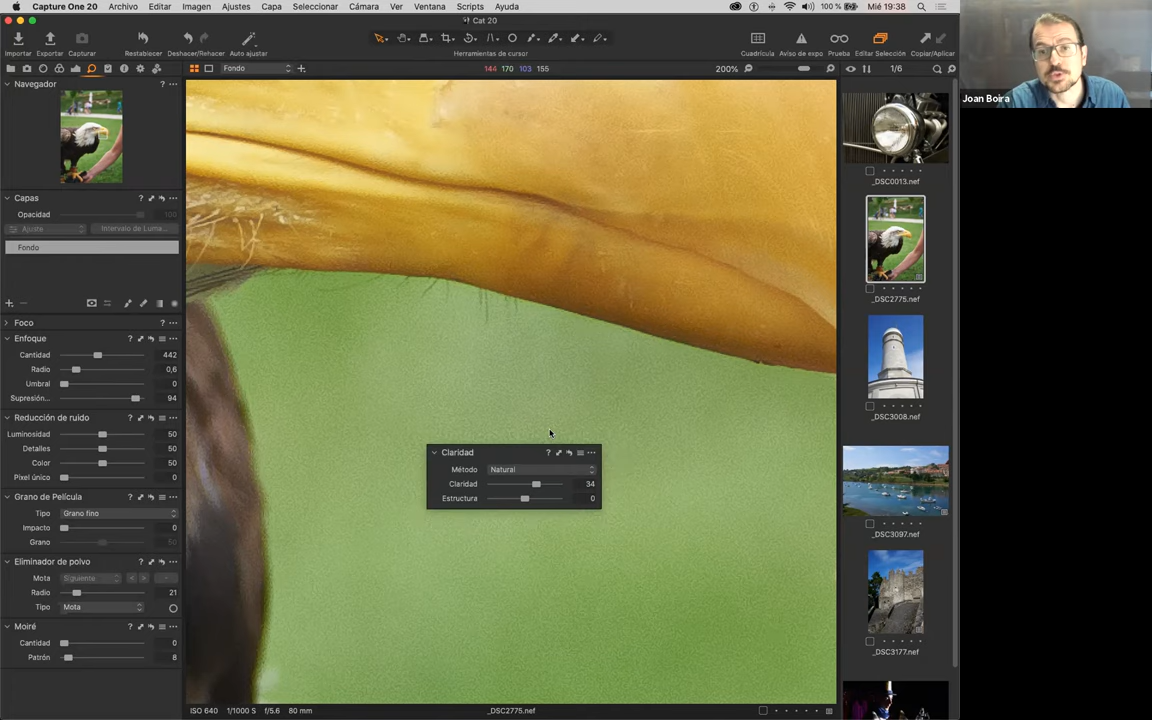 Capture One 20 Archivo Editar Imagen Ajustes Capa Seleccionar Cámara Ver Ventana Scripts Ayuda 100 % Mié 19:38
Cat 20
Importar Exportar Capturar Restablecer Deshacer/Rehacer Auto ajustar Herramientas de cursor Cuadrícula Aviso de expo Prueba Editar Selección Copiar/Aplicar
Fondo 144 170 103 155 200% 1/6
Navegador
Capas
Opacidad 100
Ajuste Intervalo de Luma...
Fondo
Foco
Enfoque
Cantidad 442
Radio 0,6
Umbral 0
Supresión... 94
Reducción de ruido
Luminosidad 50
Detalles 50
Color 50
Pixel único 0
Grano de Película
Tipo Grano fino
Impacto 0
Grano 50
Eliminador de polvo
Mota Siguiente < > -
Radio 21
Tipo Mota
Moiré
Cantidad 0
Patrón 8
Claridad
Método Natural
Claridad 34
Estructura 0
_DSC0013.nef
_DSC2775.nef
_DSC3008.nef
_DSC3097.nef
_DSC3177.nef
ISO 640 1/1000 S f/5.6 80 mm _DSC2775.nef
Joan Boira